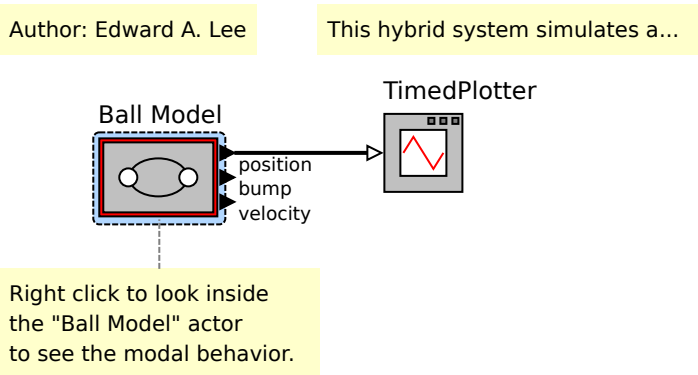 Author: Edward A. Lee
This hybrid system simulates a...
TimedPlotter
Ball Model
position
bump
velocity
Right click to look inside
the "Ball Model" actor
to see the modal behavior.